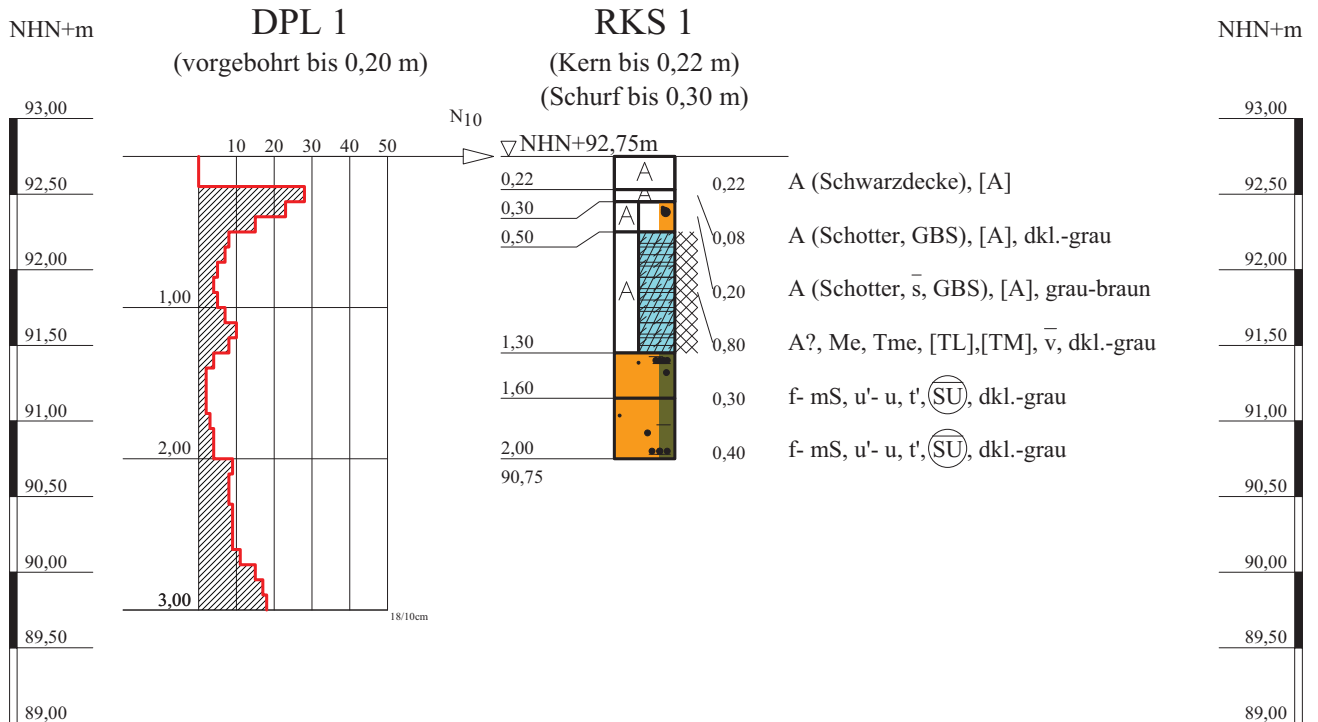 NHN+m
DPL 1
(vorgebohrt bis 0,20 m)
RKS 1
(Kern bis 0,22 m)
(Schurf bis 0,30 m)
NHN+m
93,00
92,50
92,00
91,50
91,00
90,50
90,00
89,50
89,00
N10
10 20 30 40 50
1,00
2,00
3,00
18/10cm
NHN+92,75m
0,22
0,30
0,50
1,30
1,60
2,00
90,75
A
A
A
A
0,22 A (Schwarzdecke), [A]
0,08 A (Schotter, GBS), [A], dkl.-grau
0,20 A (Schotter, s̅, GBS), [A], grau-braun
0,80 A?, Me, Tme, [TL],[TM], v̅, dkl.-grau
0,30 f- mS, u'- u, t', S̅U̅, dkl.-grau
0,40 f- mS, u'- u, t', S̅U̅, dkl.-grau
93,00
92,50
92,00
91,50
91,00
90,50
90,00
89,50
89,00